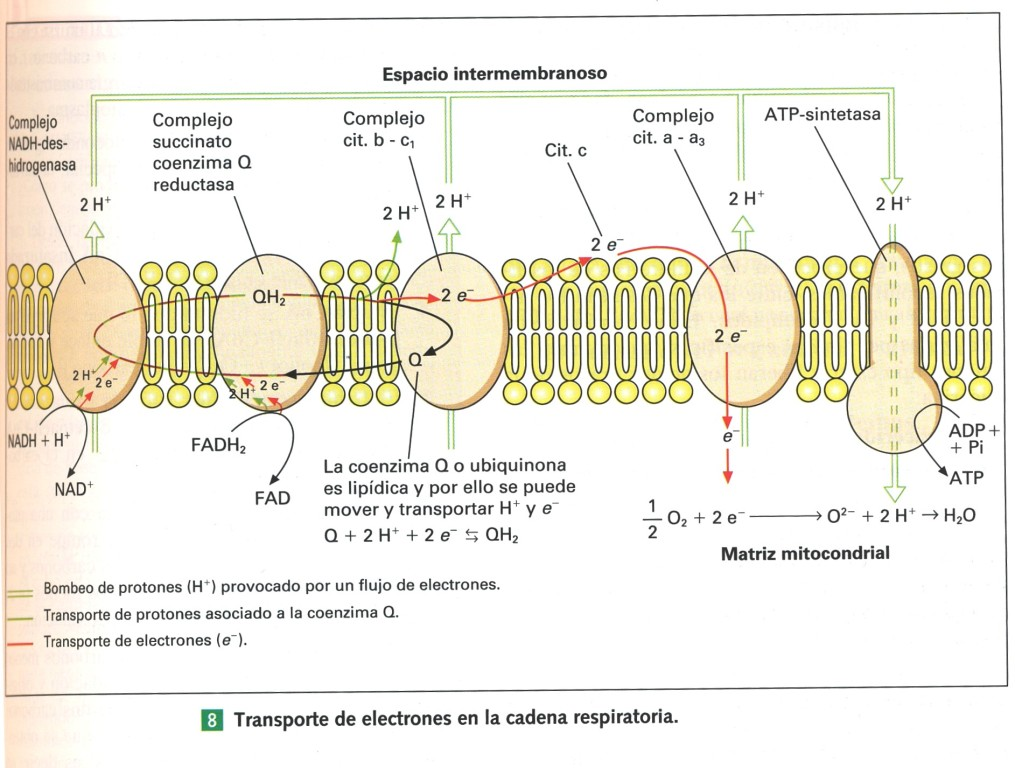 Espacio intermembranoso
Complejo
NADH-des-
hidrogenasa
Complejo
succinato
coenzima Q
reductasa
Complejo
cit. b - c₁
Cit. c
Complejo
cit. a - a₃
ATP-sintetasa
2 H⁺
2 H⁺
2 H⁺
2 H⁺
2 H⁺
2 e⁻
QH₂
2 e⁻
2 e⁻
Q
2 H⁺
2 e⁻
2 H⁺
2 e⁻
NADH + H⁺
NAD⁺
FADH₂
FAD
e⁻
ADP +
+ Pi
ATP
La coenzima Q o ubiquinona
es lipídica y por ello se puede
mover y transportar H⁺ y e⁻
Q + 2 H⁺ + 2 e⁻ ⇆ QH₂
1/2 O₂ + 2 e⁻ ⟶ O²⁻ + 2 H⁺ → H₂O
Matriz mitocondrial
Bombeo de protones (H⁺) provocado por un flujo de electrones.
Transporte de protones asociado a la coenzima Q.
Transporte de electrones (e⁻).
8 Transporte de electrones en la cadena respiratoria.